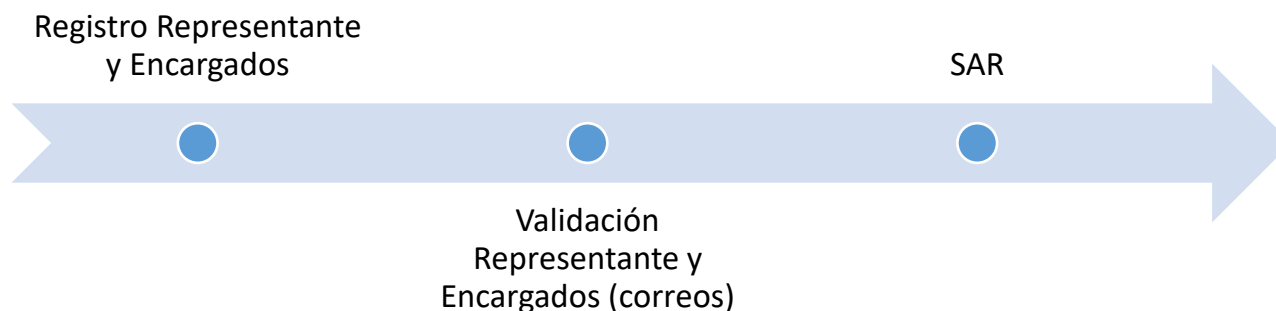 Registro Representante
y Encargados
SAR
Validación
Representante y
Encargados (correos)